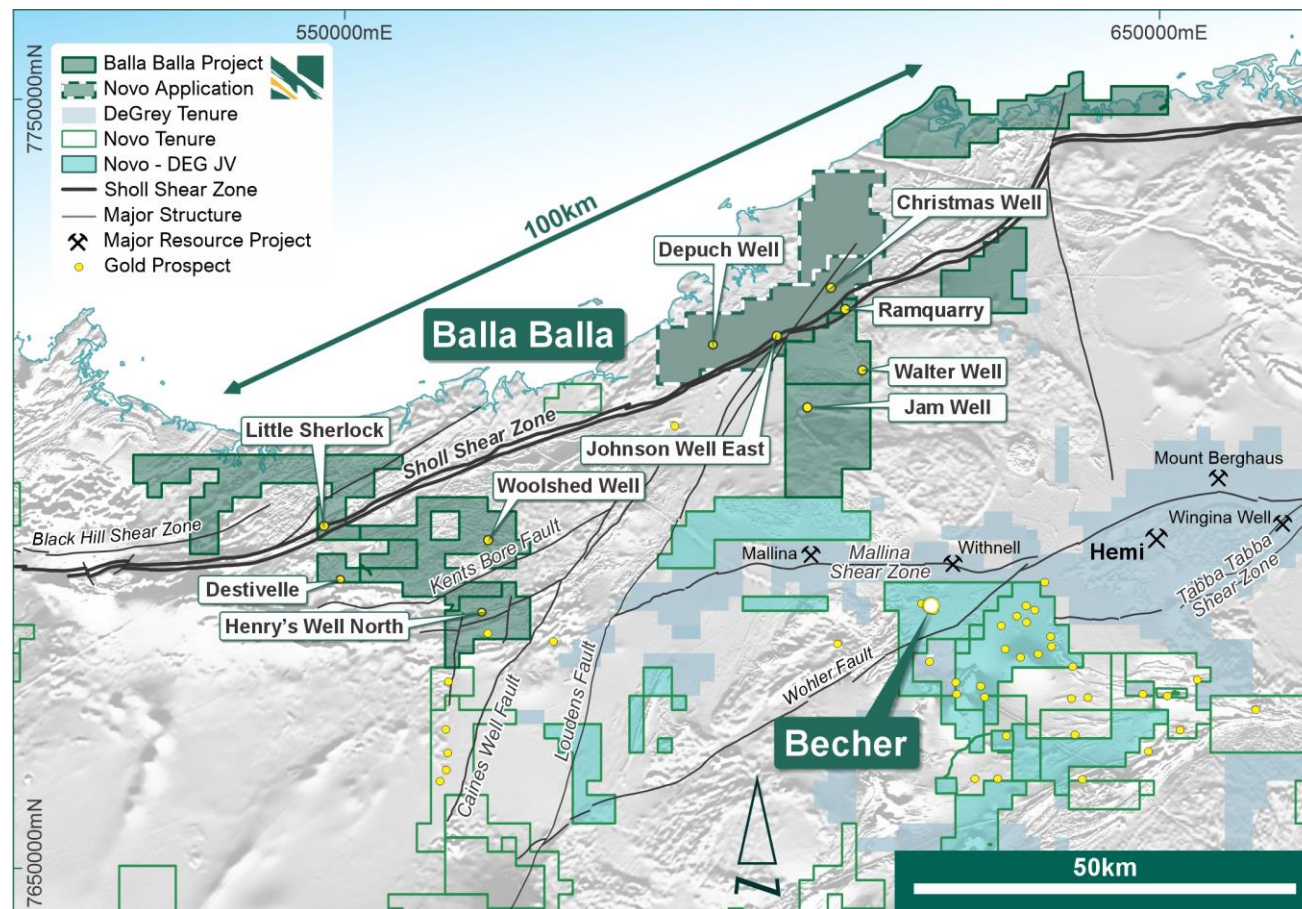 550000mE
650000mE
7750000mN
7650000mN
Balla Balla Project
Novo Application
DeGrey Tenure
Novo Tenure
Novo - DEG JV
Sholl Shear Zone
Major Structure
Major Resource Project
Gold Prospect
100km
Christmas Well
Depuch Well
Balla Balla
Ramquarry
Walter Well
Jam Well
Little Sherlock
Sholl Shear Zone
Johnson Well East
Woolshed Well
Mount Berghaus
Black Hill Shear Zone
Wingina Well
Kents Bore Fault
Mallina
Mallina
Shear Zone
Withnell
Hemi
Tabba Tabba
Shear Zone
Destivelle
Henry's Well North
Wohler Fault
Caines Well Fault
Loudens Fault
Becher
N
50km